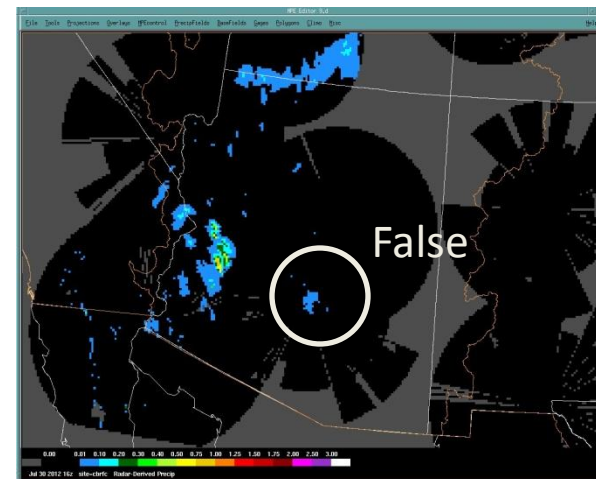 MPE Editor 9.d
File Tools Projections Overlays MPEcontrol PrecipFields BaseFields Gages Polygons Climo Misc Help
False
0.00 0.01 0.10 0.20 0.30 0.40 0.50 0.75 1.00 1.25 1.50 1.75 2.00 2.50 3.00
Jul 30 2012 16z site=cbrfc Radar-Derived Precip